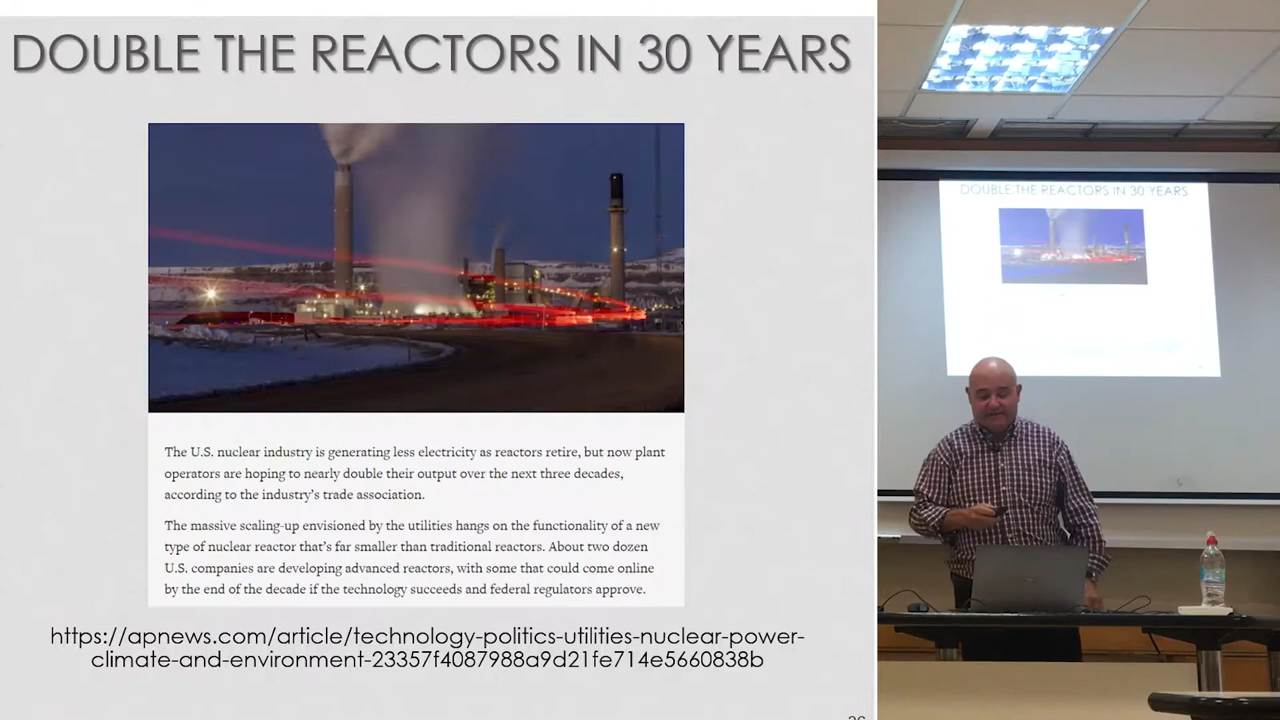 DOUBLE THE REACTORS IN 30 YEARS
The U.S. nuclear industry is generating less electricity as reactors retire, but now plant
operators are hoping to nearly double their output over the next three decades,
according to the industry's trade association.
The massive scaling-up envisioned by the utilities hangs on the functionality of a new
type of nuclear reactor that's far smaller than traditional reactors. About two dozen
U.S. companies are developing advanced reactors, with some that could come online
by the end of the decade if the technology succeeds and federal regulators approve.
https://apnews.com/article/technology-politics-utilities-nuclear-power-
climate-and-environment-23357f4087988a9d21fe714e5660838b
DOUBLE THE REACTORS IN 30 YEARS